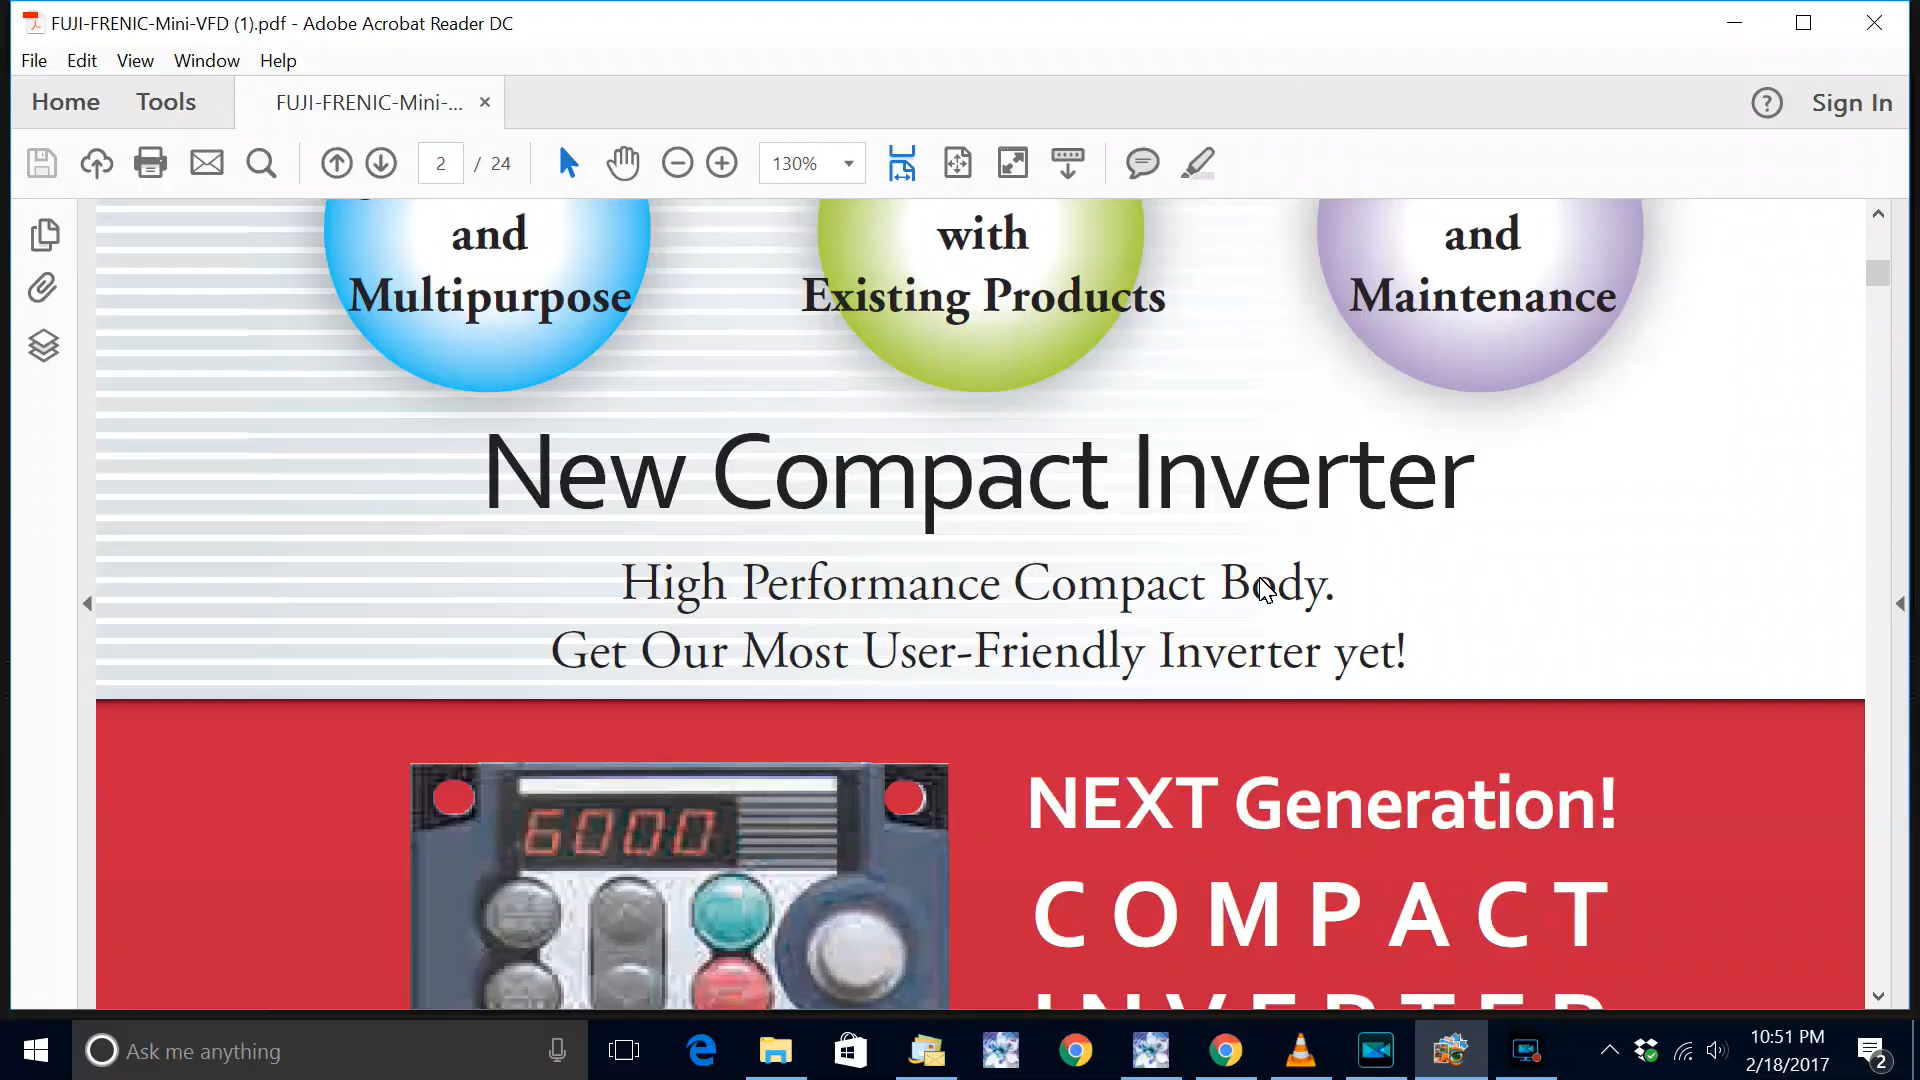 FUJI-FRENIC-Mini-VFD (1).pdf - Adobe Acrobat Reader DC
File Edit View Window Help
Home Tools FUJI-FRENIC-Mini-... × ? Sign In
2 / 24 130%
and with and
Multipurpose Existing Products Maintenance
New Compact Inverter
High Performance Compact Body.
Get Our Most User-Friendly Inverter yet!
NEXT Generation!
6000
COMPACT
INVERTER
Ask me anything
10:51 PM
2/18/2017
2